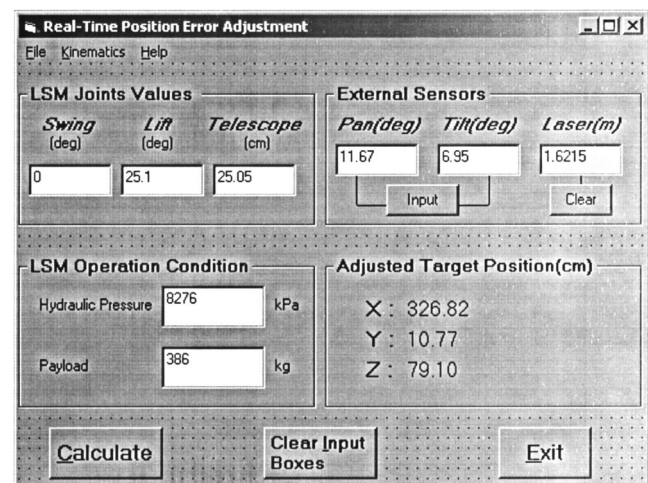 Real-Time Position Error Adjustment
File Kinematics Help
LSM Joints Values
Swing Lift Telescope
(deg) (deg) (cm)
0 25.1 25.05
External Sensors
Pan(deg) Tilt(deg) Laser(m)
11.67 6.95 1.6215
Input Clear
LSM Operation Condition
Hydraulic Pressure 8276 kPa
Payload 386 kg
Adjusted Target Position(cm)
X : 326.82
Y : 10.77
Z : 79.10
Calculate Clear Input Exit
Boxes